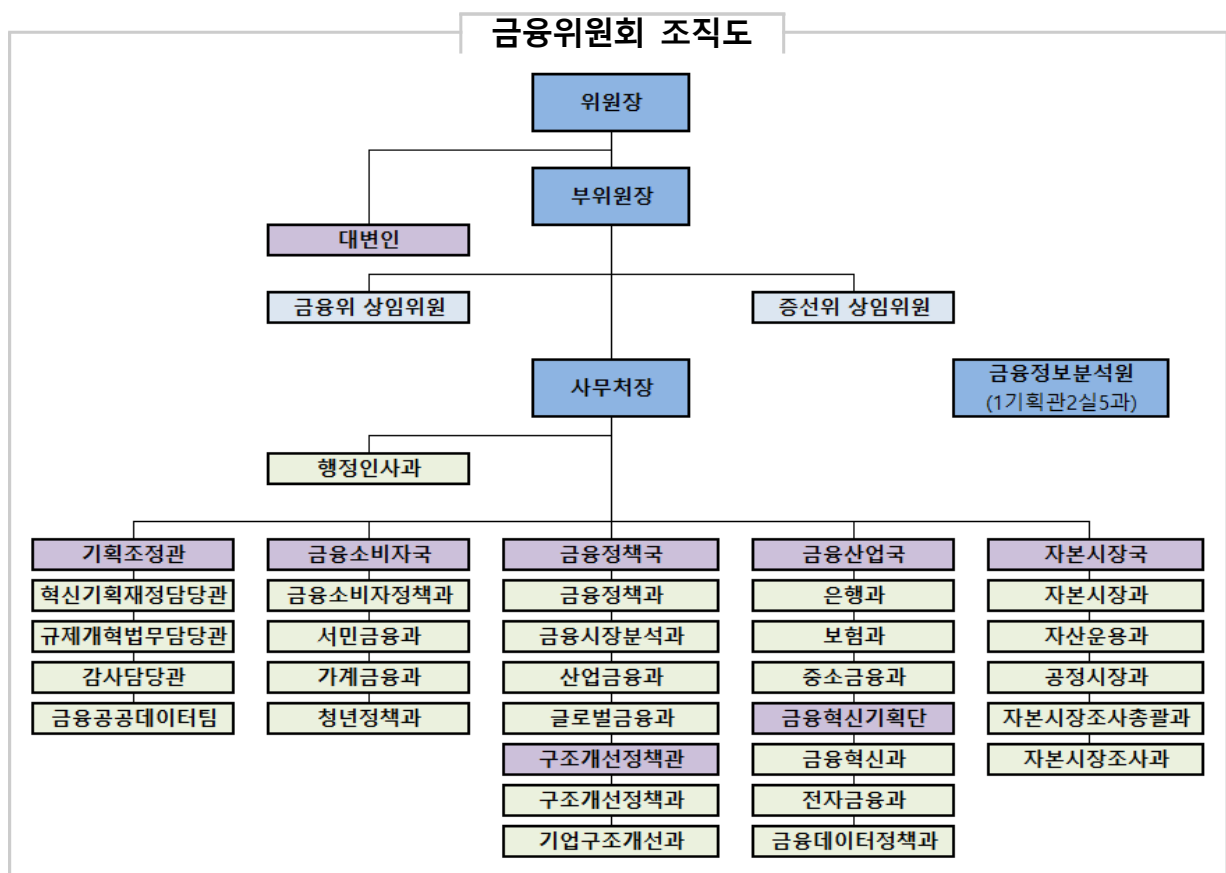 금융위원회 조직도
위원장
부위원장
대변인
금융위 상임위원
증선위 상임위원
사무처장
금융정보분석원
(1기획관2실5과)
행정인사과
기획조정관
혁신기획재정담당관
규제개혁법무담당관
감사담당관
금융공공데이터팀
금융소비자국
금융소비자정책과
서민금융과
가계금융과
청년정책과
금융정책국
금융정책과
금융시장분석과
산업금융과
글로벌금융과
구조개선정책관
구조개선정책과
기업구조개선과
금융산업국
은행과
보험과
중소금융과
금융혁신기획단
금융혁신과
전자금융과
금융데이터정책과
자본시장국
자본시장과
자산운용과
공정시장과
자본시장조사총괄과
자본시장조사과